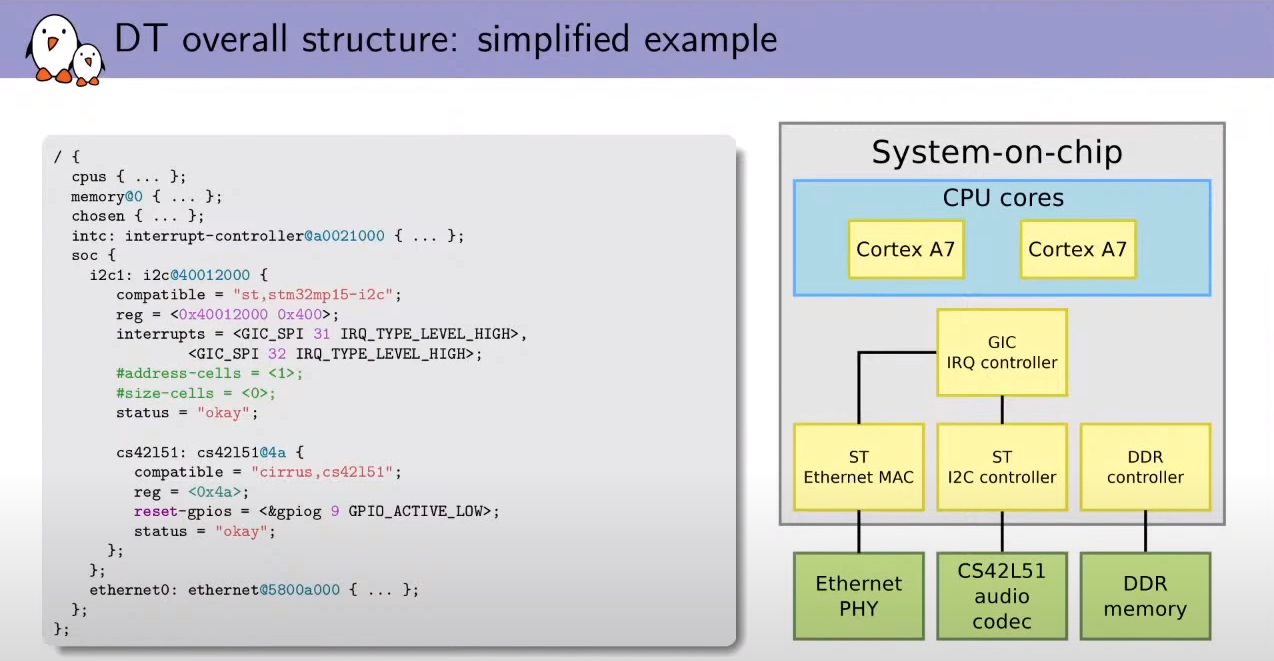 DT overall structure: simplified example
/ {
cpus { ... };
memory@0 { ... };
chosen { ... };
intc: interrupt-controller@a0021000 { ... };
soc {
i2c1: i2c@40012000 {
compatible = "st,stm32mp15-i2c";
reg = <0x40012000 0x400>;
interrupts = <GIC_SPI 31 IRQ_TYPE_LEVEL_HIGH>,
<GIC_SPI 32 IRQ_TYPE_LEVEL_HIGH>;
#address-cells = <1>;
#size-cells = <0>;
status = "okay";
cs42l51: cs42l51@4a {
compatible = "cirrus,cs42l51";
reg = <0x4a>;
reset-gpios = <&gpiog 9 GPIO_ACTIVE_LOW>;
status = "okay";
};
};
ethernet0: ethernet@5800a000 { ... };
};
};
System-on-chip
CPU cores
Cortex A7
Cortex A7
GIC
IRQ controller
ST
Ethernet MAC
ST
I2C controller
DDR
controller
Ethernet
PHY
CS42L51
audio
codec
DDR
memory